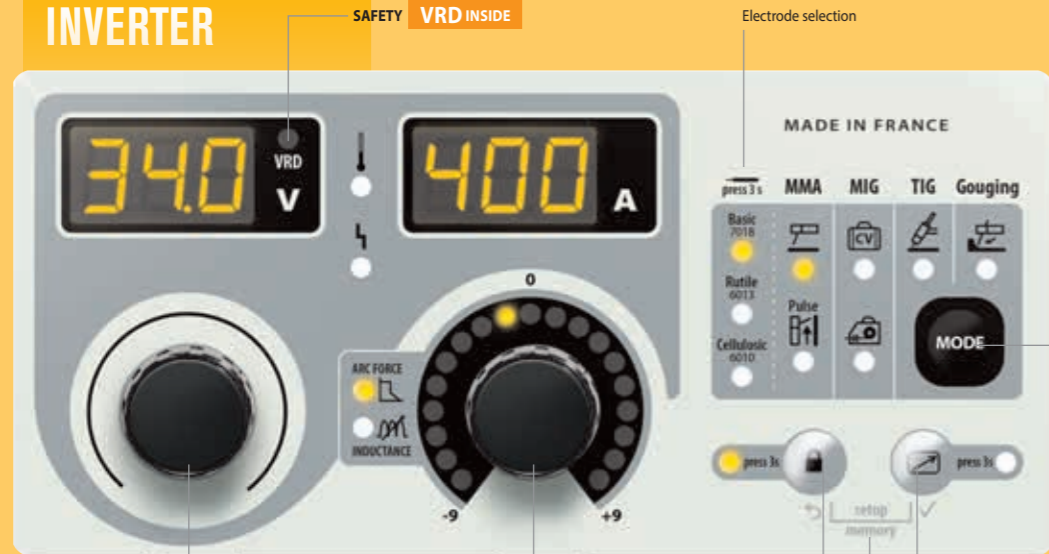 INVERTER
SAFETY VRD INSIDE
Electrode selection
34.0
VRD
V
400
A
MADE IN FRANCE
press 3 s MMA MIG TIG Gouging
Basic
7018
CV
Rutile
6013
Pulse
Cellulosic
6010
MODE
0
ARC FORCE
INDUCTANCE
-9
+9
press 3s
press 3s
setup
memory